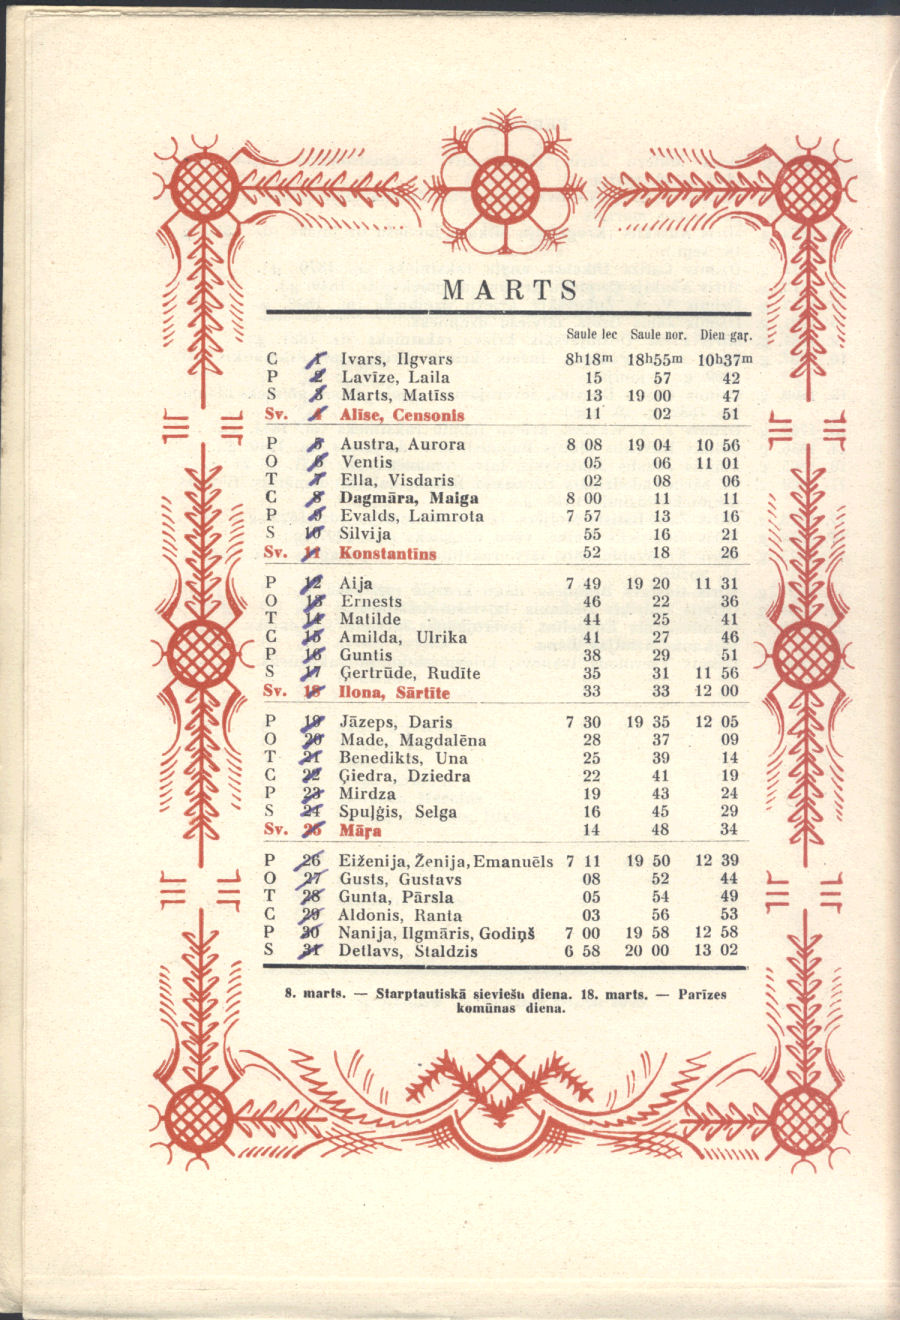 MARTS
Saule lec Saule nor. Dien gaŗ.
C 1 Ivars, Ilgvars 8h18m 18h55m 10h37m
P 2 Lavīze, Laila 15 57 42
S 3 Marts, Matīss 13 19 00 47
Sv. 4 Alīse, Censonis 11 02 51
P 5 Austra, Aurora 8 08 19 04 10 56
O 6 Ventis 05 06 11 01
T 7 Ella, Visdaris 02 08 06
C 8 Dagmāra, Maiga 8 00 11 11
P 9 Evalds, Laimrota 7 57 13 16
S 10 Silvija 55 16 21
Sv. 11 Konstantīns 52 18 26
P 12 Aija 7 49 19 20 11 31
O 13 Ernests 46 22 36
T 14 Matilde 44 25 41
C 15 Amilda, Ulrika 41 27 46
P 16 Guntis 38 29 51
S 17 Ģertrūde, Rudīte 35 31 11 56
Sv. 18 Ilona, Sārtīte 33 33 12 00
P 19 Jāzeps, Daris 7 30 19 35 12 05
O 20 Made, Magdalēna 28 37 09
T 21 Benedikts, Una 25 39 14
C 22 Ģiedra, Dziedra 22 41 19
P 23 Mirdza 19 43 24
S 24 Spuļģis, Selga 16 45 29
Sv. 25 Māŗa 14 48 34
P 26 Eiženija, Ženija, Emanuēls 7 11 19 50 12 39
O 27 Gusts, Gustavs 08 52 44
T 28 Gunta, Pārsla 05 54 49
C 29 Aldonis, Ranta 03 56 53
P 30 Nanija, Ilgmāris, Godiņš 7 00 19 58 12 58
S 31 Detlavs, Staldzis 6 58 20 00 13 02
8. marts. — Starptautiskā sieviešu diena. 18. marts. — Parīzes
komūnas diena.